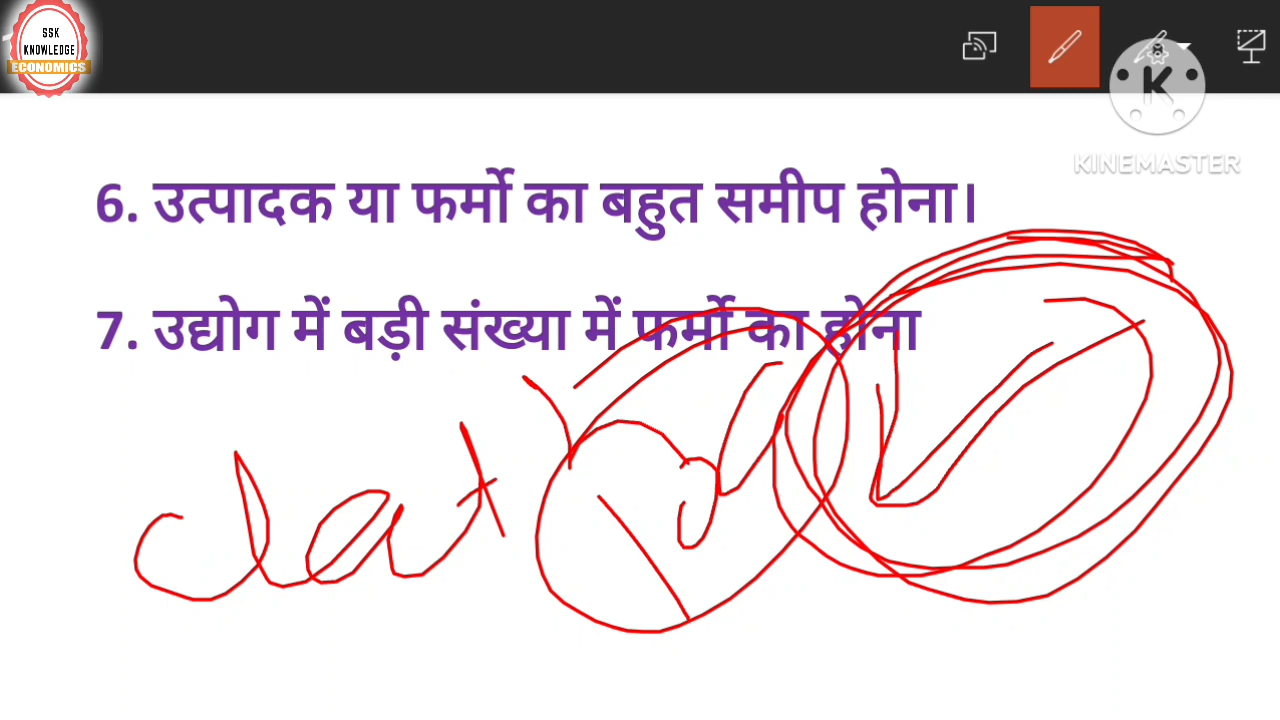 SSK
KNOWLEDGE
ECONOMICS
KINEMASTER
6. उत्पादक या फर्मो का बहुत समीप होना।
7. उद्योग में बड़ी संख्या में फर्मो का होना